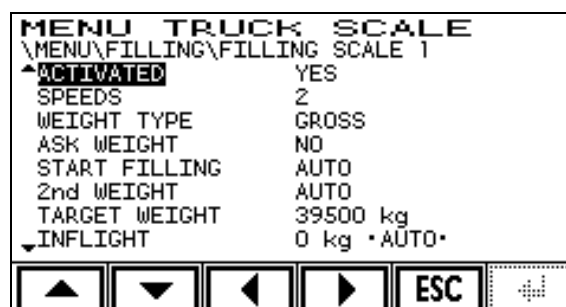 MENU TRUCK SCALE
\MENU\FILLING\FILLING SCALE 1
ACTIVATED YES
SPEEDS 2
WEIGHT TYPE GROSS
ASK WEIGHT NO
START FILLING AUTO
2nd WEIGHT AUTO
TARGET WEIGHT 39500 kg
INFLIGHT 0 kg •AUTO•
ESC